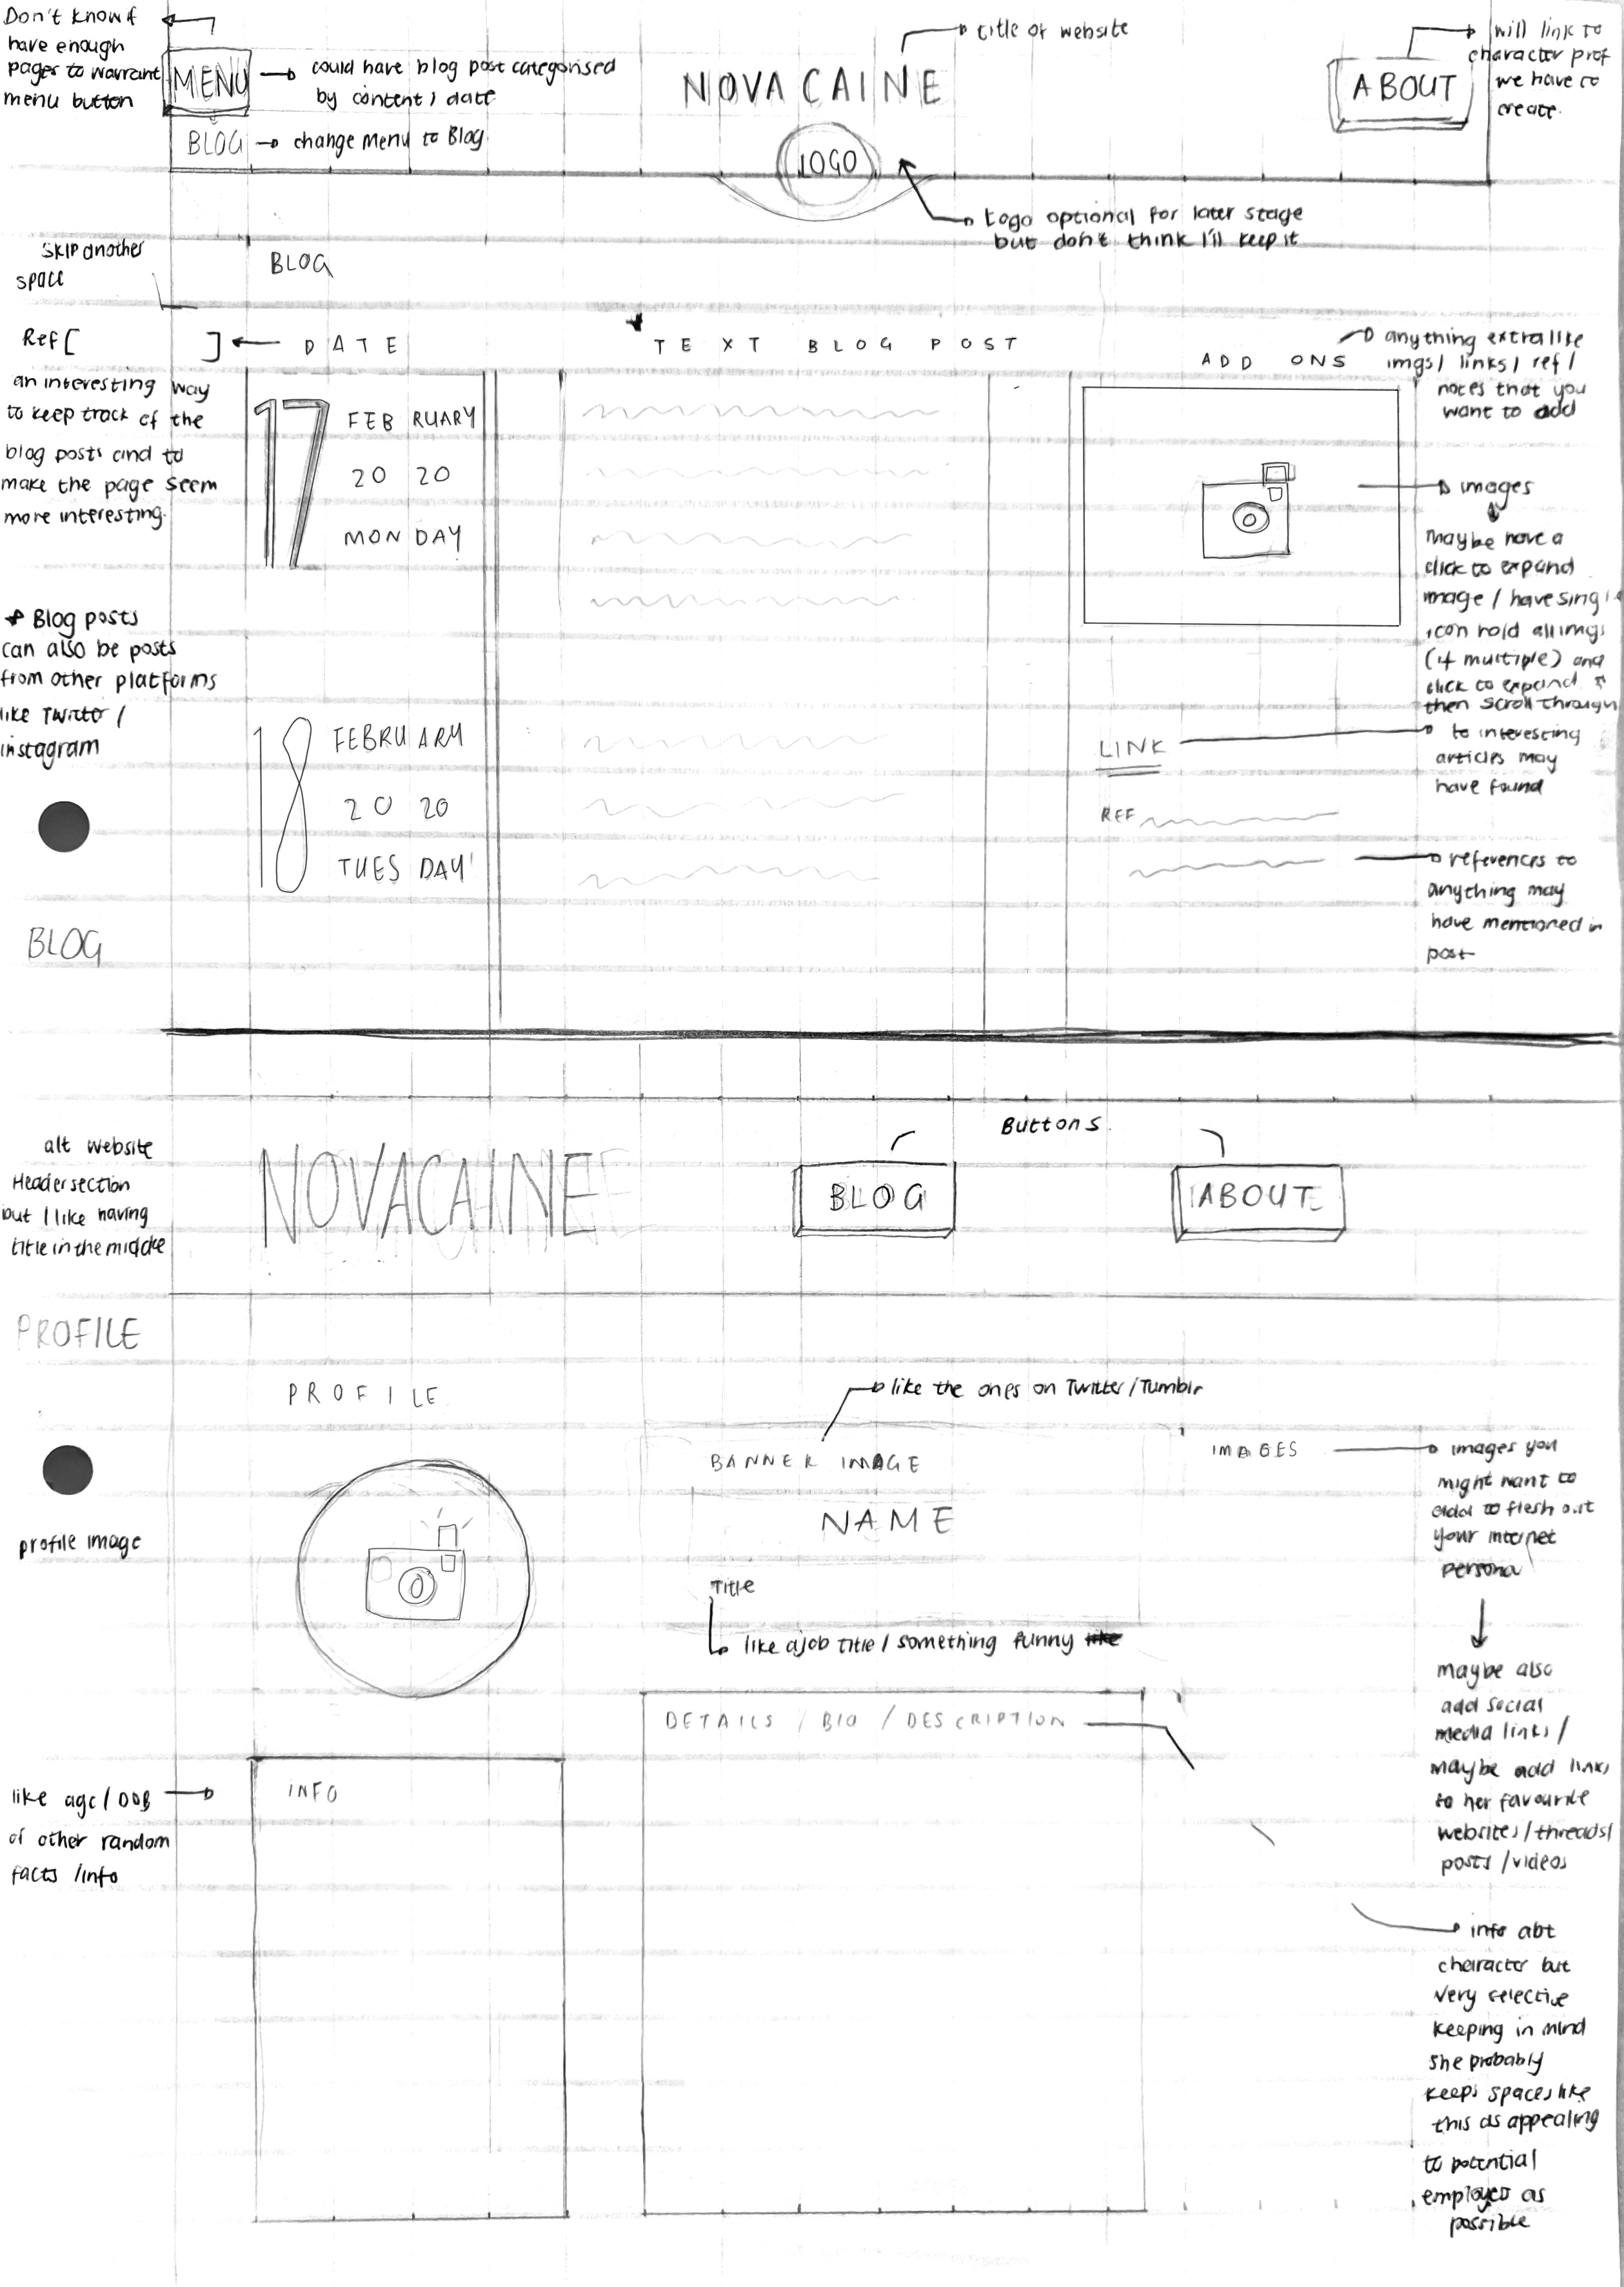 Don't know if
have enough
pages to warrant
menu button
MENU
could have blog post categorised
by content / date
BLOG
change menu to Blog
NOVACAINE
title of website
LOGO
Logo optional for later stage
but don't think I'll keep it
ABOUT
will link to
character prof
we have to
create.
SKIP another
space
BLOG
Ref [ ]
DATE
an interesting way
to keep track of the
blog posts and to
make the page seem
more interesting.
TEXT BLOG POST
ADD ONS
anything extra like
imgs / links / ref /
notes that you
want to add
17
FEBRUARY
2020
MONDAY
images
maybe have a
click to expand
image / have single
icon hold all imgs
(if multiple) and
click to expand &
then scroll through
Blog posts
can also be posts
from other platforms
like Twitter /
instagram
18
FEBRUARY
2020
TUESDAY
LINK
to interesting
articles may
have found
REF
references to
anything may
have mentioned in
post
BLOG
alt website
Header section
but I like having
title in the middle
NOVACAINE
Buttons.
BLOG
ABOUT
PROFILE
PROFILE
profile image
like the ones on Twitter/Tumblr
BANNER IMAGE
NAME
Title
like a job title / something funny like
IMAGES
images you
might want to
add to flesh out
your internet
persona
maybe also
add social
media links /
maybe add links
to her favourite
websites / threads /
posts / videos
DETAILS / BIO / DESCRIPTION
INFO
like age / DOB
of other random
facts / info
info abt
character but
very selective
keeping in mind
she probably
keeps spaces like
this as appealing
to potential
employers as
possible